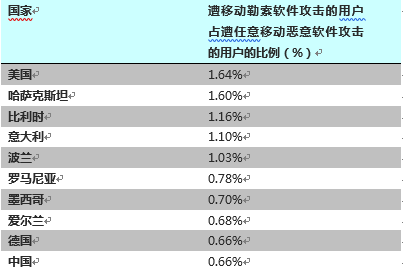 国家 遭移动勒索软件攻击的用户
占遭任意移动恶意软件攻击
的用户的比例（%）
美国 1.64%
哈萨克斯坦 1.60%
比利时 1.16%
意大利 1.10%
波兰 1.03%
罗马尼亚 0.78%
墨西哥 0.70%
爱尔兰 0.68%
德国 0.66%
中国 0.66%